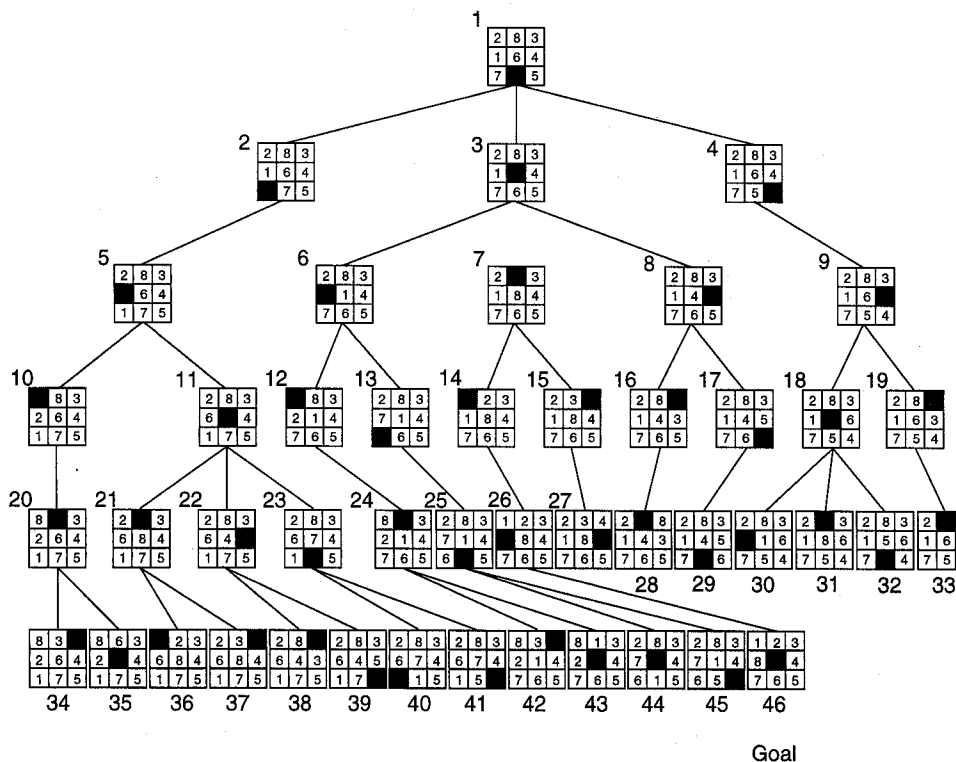 1
2 8 3
1 6 4
7 5
2
2 8 3
1 6 4
7 5
3
2 8 3
1 4
7 6 5
4
2 8 3
1 6 4
7 5
5
2 8 3
6 4
1 7 5
6
2 8 3
1 4
7 6 5
7
2 3
1 8 4
7 6 5
8
2 8 3
1 4
7 6 5
9
2 8 3
1 6
7 5 4
10
8 3
2 6 4
1 7 5
11
2 8 3
6 4
1 7 5
12
8 3
2 1 4
7 6 5
13
2 8 3
7 1 4
6 5
14
2 3
1 8 4
7 6 5
15
2 3
1 8 4
7 6 5
16
2 8
1 4 3
7 6 5
17
2 8 3
1 4 5
7 6
18
2 8 3
1 6
7 5 4
19
2 8
1 6 3
7 5 4
20
8 3
2 6 4
1 7 5
21
2 3
6 8 4
1 7 5
22
2 8 3
6 4
1 7 5
23
2 8 3
6 7 4
1 5
24
8 3
2 1 4
7 6 5
25
2 8 3
7 1 4
6 5
26
1 2 3
8 4
7 6 5
27
2 3 4
1 8
7 6 5
2 8
1 4 3
7 6 5
28
2 8 3
1 4 5
7 6
29
2 8 3
1 6
7 5 4
30
2 3
1 8 6
7 5 4
31
2 8 3
1 5 6
7 4
32
2
1 6
7 5
33
8 3
2 6 4
1 7 5
34
8 6 3
2 4
1 7 5
35
2 3
6 8 4
1 7 5
36
2 3
6 8 4
1 7 5
37
2 8
6 4 3
1 7 5
38
2 8 3
6 4 5
1 7
39
2 8 3
6 7 4
1 5
40
2 8 3
6 7 4
1 5
41
8 3
2 1 4
7 6 5
42
8 1 3
2 4
7 6 5
43
2 8 3
7 4
6 1 5
44
2 8 3
7 1 4
6 5
45
1 2 3
8 4
7 6 5
46
Goal